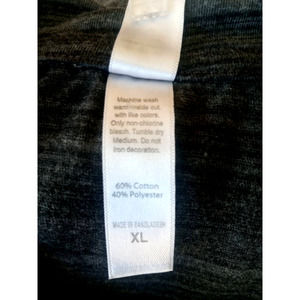 Machine wash
warm inside out
with like colors.
Only non-chlorine
bleach. Tumble dry
Medium. Do not
iron decoration.
60% Cotton
40% Polyester
MADE IN BANGLADESH
XL